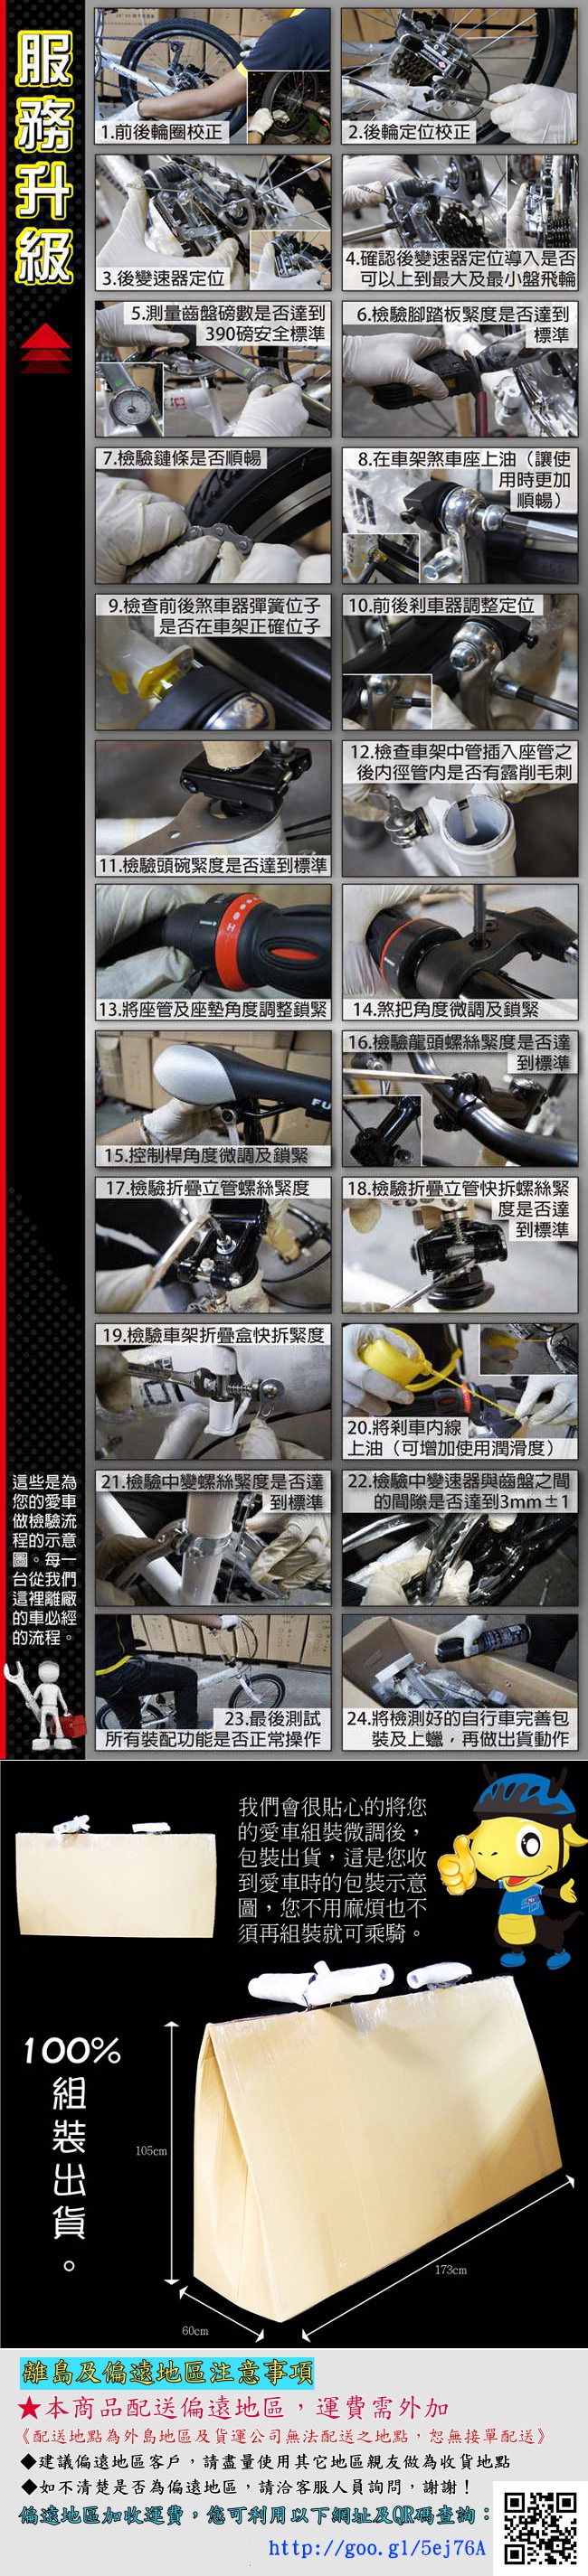 服務升級
1.前後輪圈校正
2.後輪定位校正
3.後變速器定位
4.確認後變速器定位導入是否
可以上到最大及最小盤飛輪
5.測量齒盤磅數是否達到
390磅安全標準
6.檢驗腳踏板緊度是否達到
標準
7.檢驗鏈條是否順暢
8.在車架煞車座上油（讓使
用時更加
順暢）
9.檢查前後煞車器彈簧位子
是否在車架正確位子
10.前後剎車器調整定位
11.檢驗頭碗緊度是否達到標準
12.檢查車架中管插入座管之
後內徑管內是否有露削毛刺
13.將座管及座墊角度調整鎖緊
14.煞把角度微調及鎖緊
15.控制桿角度微調及鎖緊
FU
16.檢驗龍頭螺絲緊度是否達
到標準
17.檢驗折疊立管螺絲緊度
18.檢驗折疊立管快拆螺絲緊
度是否達
到標準
19.檢驗車架折疊盒快拆緊度
20.將剎車內線
上油（可增加使用潤滑度）
21.檢驗中變螺絲緊度是否達
到標準
22.檢驗中變速器與齒盤之間
的間隙是否達到3mm±1
23.最後測試
所有裝配功能是否正常操作
24.將檢測好的自行車完善包
裝及上蠟，再做出貨動作
這些是為
您的愛車
做檢驗流
程的示意
圖。每一
台從我們
這裡離廠
的車必經
的流程。
我們會很貼心的將您
的愛車組裝微調後，
包裝出貨，這是您收
到愛車時的包裝示意
圖，您不用麻煩也不
須再組裝就可乘騎。
100%
組裝出貨。
105cm
173cm
60cm
離島及偏遠地區注意事項
★本商品配送偏遠地區，運費需外加
《配送地點為外島地區及貨運公司無法配送之地點，恕無接單配送》
◆建議偏遠地區客戶，請盡量使用其它地區親友做為收貨地點
◆如不清楚是否為偏遠地區，請洽客服人員詢問，謝謝！
偏遠地區加收運費，您可利用以下網址及QR碼查詢：
http://goo.gl/5ej76A